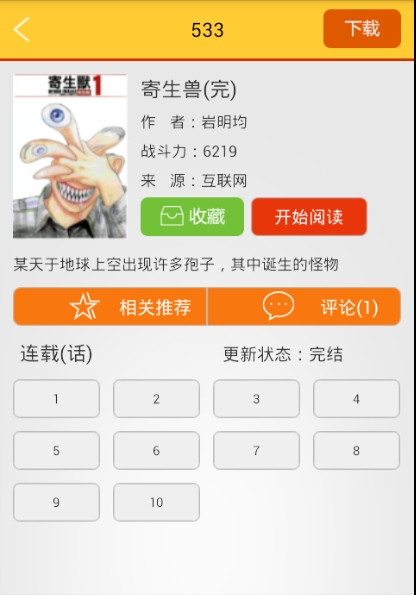 533
下载
寄生獸1
寄生兽(完)
作 者：岩明均
战斗力：6219
来 源：互联网
收藏
开始阅读
某天于地球上空出现许多孢子，其中诞生的怪物
相关推荐
评论(1)
连载(话)
更新状态：完结
1 2 3 4
5 6 7 8
9 10